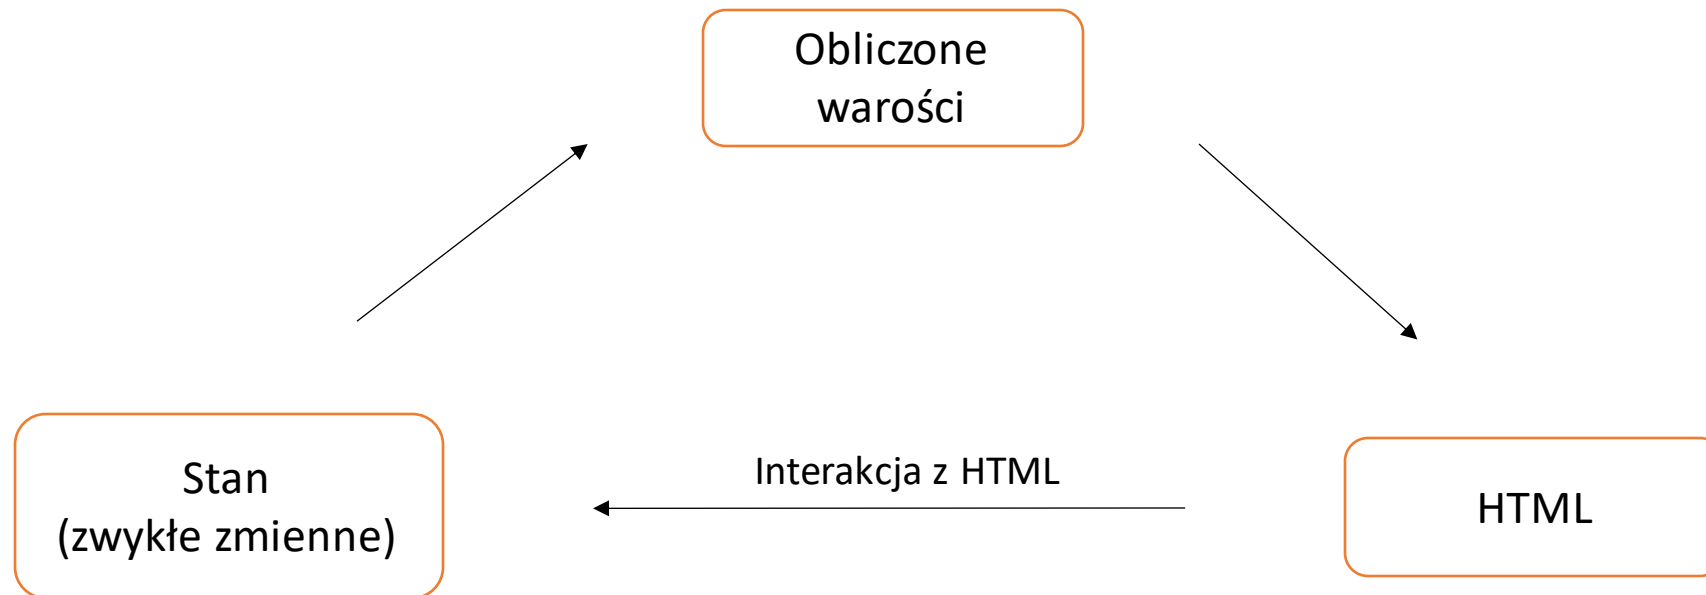 Obliczone
warości
Interakcja z HTML
Stan
(zwykłe zmienne)
HTML